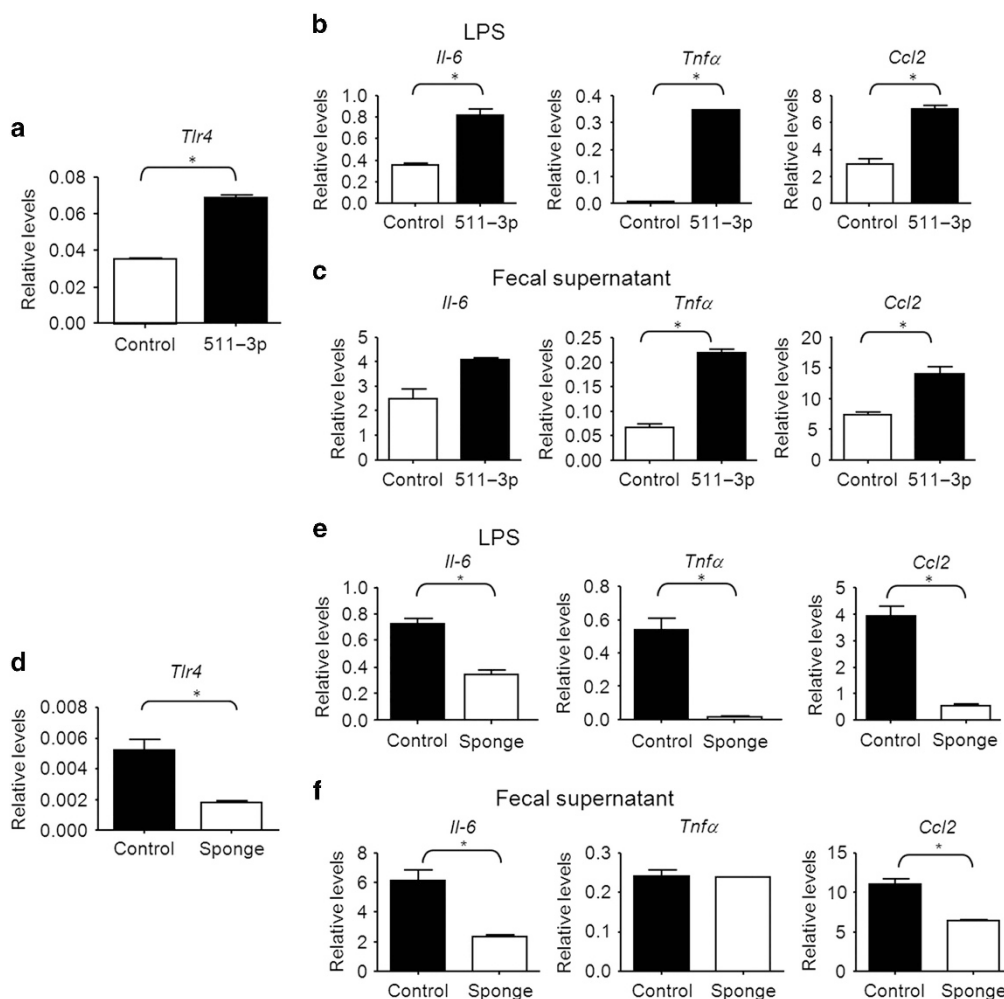 a
Tlr4
*
Relative levels
0.08
0.06
0.04
0.02
0.00
Control 511–3p
b
LPS
Il-6
*
Relative levels
1.0
0.8
0.6
0.4
0.2
0.0
Control 511–3p
Tnfα
*
Relative levels
0.4
0.3
0.2
0.1
0.0
Control 511–3p
Ccl2
*
Relative levels
8
6
4
2
0
Control 511–3p
c
Fecal supernatant
Il-6
Relative levels
5
4
3
2
1
0
Control 511–3p
Tnfα
*
Relative levels
0.25
0.20
0.15
0.10
0.05
0.00
Control 511–3p
Ccl2
*
Relative levels
20
15
10
5
0
Control 511–3p
d
Tlr4
*
Relative levels
0.008
0.006
0.004
0.002
0.000
Control Sponge
e
LPS
Il-6
*
Relative levels
1.0
0.8
0.6
0.4
0.2
0.0
Control Sponge
Tnfα
*
Relative levels
0.8
0.6
0.4
0.2
0.0
Control Sponge
Ccl2
*
Relative levels
5
4
3
2
1
0
Control Sponge
f
Fecal supernatant
Il-6
*
Relative levels
8
6
4
2
0
Control Sponge
Tnfα
Relative levels
0.3
0.2
0.1
0.0
Control Sponge
Ccl2
*
Relative levels
15
10
5
0
Control Sponge